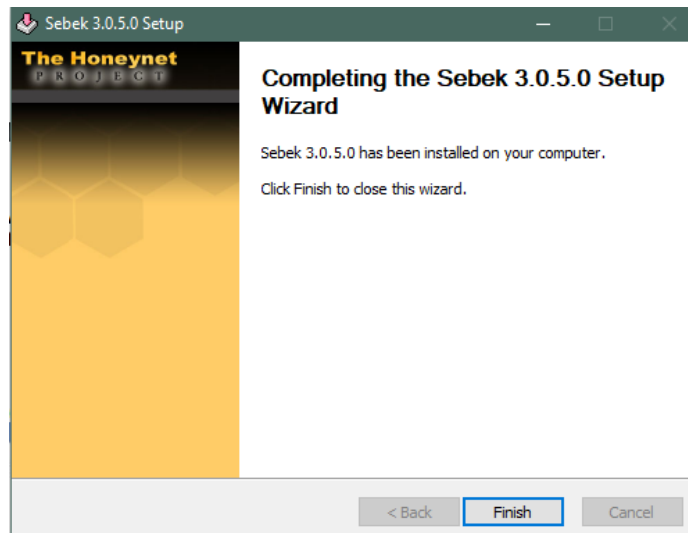 Sebek 3.0.5.0 Setup
The Honeynet
PROJECT
Completing the Sebek 3.0.5.0 Setup
Wizard
Sebek 3.0.5.0 has been installed on your computer.
Click Finish to close this wizard.
< Back
Finish
Cancel